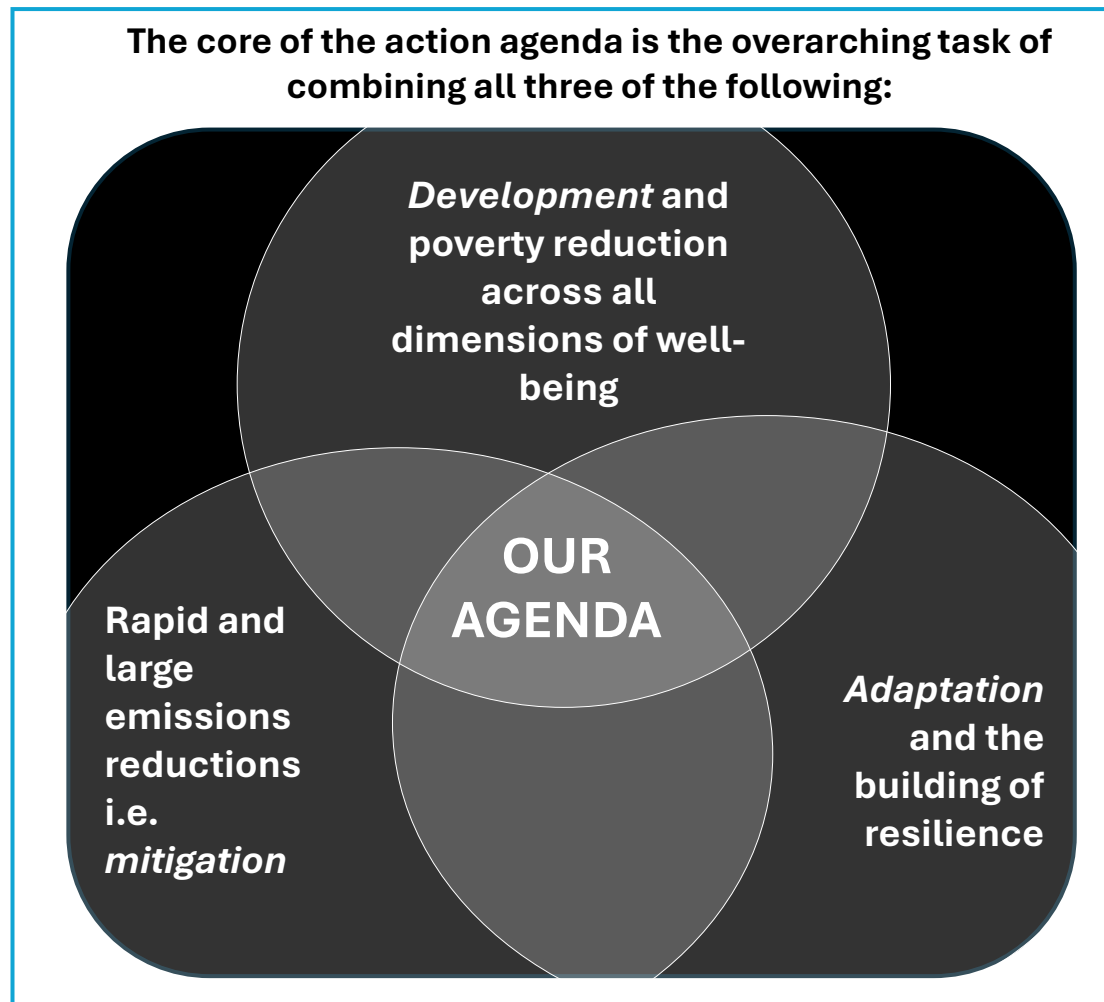 The core of the action agenda is the overarching task of
combining all three of the following:
Development and
poverty reduction
across all
dimensions of well-
being
OUR
AGENDA
Rapid and
large
emissions
reductions
i.e.
mitigation
Adaptation
and the
building of
resilience